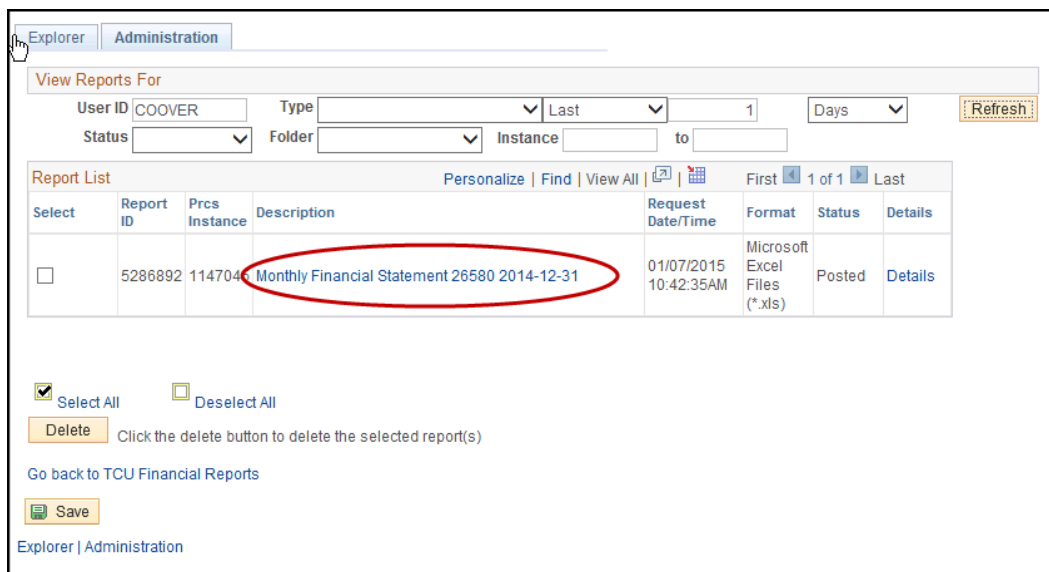 Explorer Administration
View Reports For
User ID COOVER Type Last 1 Days Refresh
Status Folder Instance to
Report List Personalize | Find | View All | | First 1 of 1 Last
Select Report ID Prcs Instance Description Request Date/Time Format Status Details
5286892 1147046 Monthly Financial Statement 26580 2014-12-31 01/07/2015 10:42:35AM Microsoft Excel Files (*.xls) Posted Details
Select All Deselect All
Delete Click the delete button to delete the selected report(s)
Go back to TCU Financial Reports
Save
Explorer | Administration